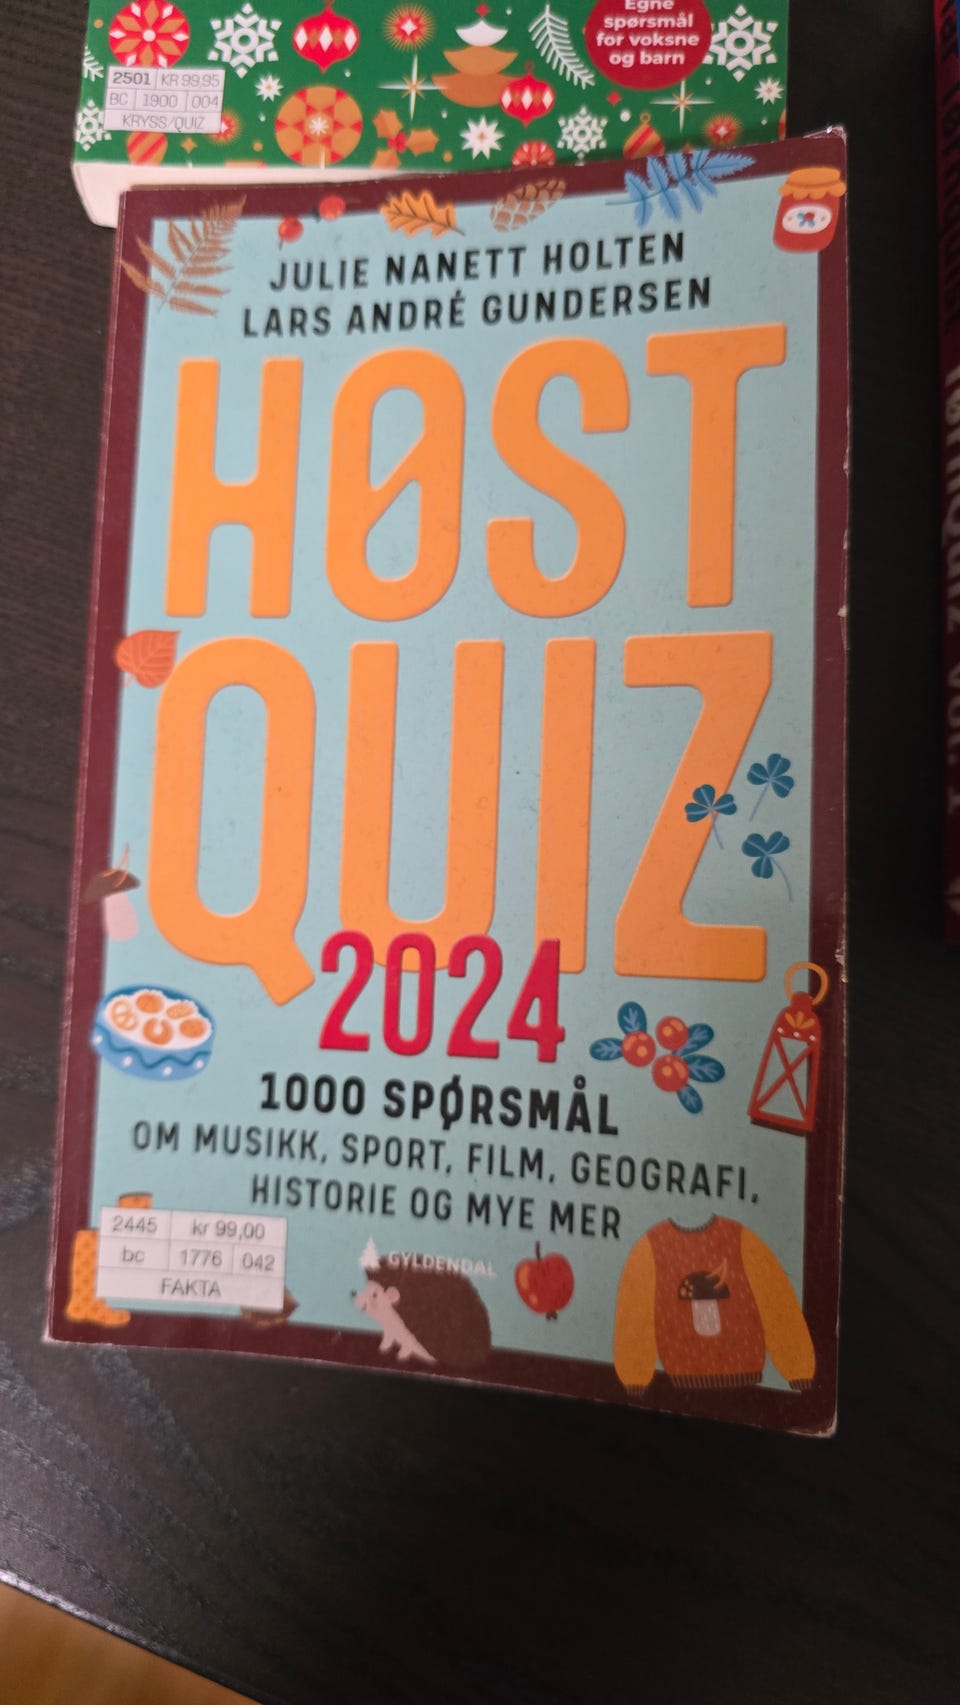 Egne
spørsmål
for voksne
og barn
2501 KR 99,95
BC 1900 004
KRYSS/QUIZ
JULIE NANETT HOLTEN
LARS ANDRÉ GUNDERSEN
HØST
QUIZ
2024
1000 SPØRSMÅL
OM MUSIKK, SPORT, FILM, GEOGRAFI,
HISTORIE OG MYE MER
2445 kr 99,00
bc 1776 042
FAKTA
GYLDENDAL